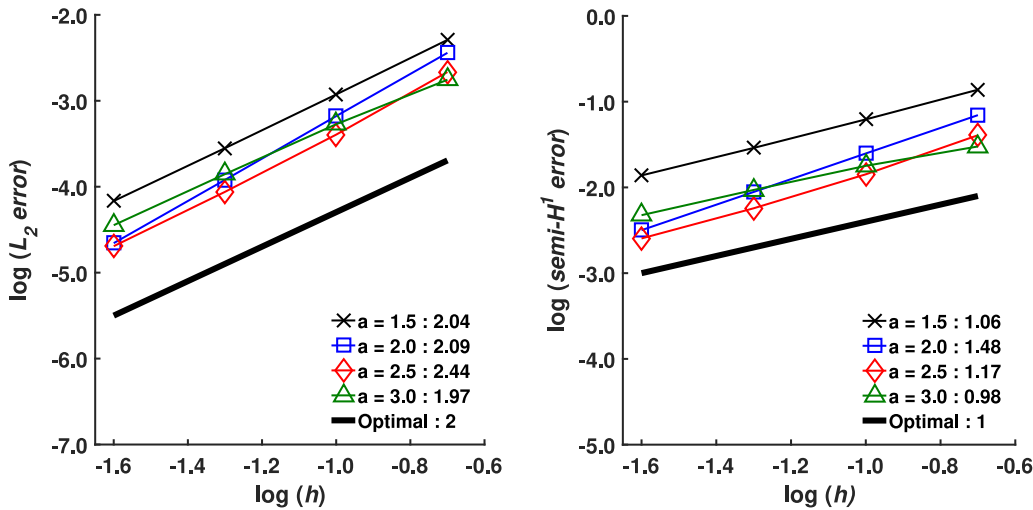 -2.0
-3.0
-4.0
-5.0
-6.0
-7.0
log (L₂ error)
-1.6 -1.4 -1.2 -1.0 -0.8 -0.6
log (h)
a = 1.5 : 2.04
a = 2.0 : 2.09
a = 2.5 : 2.44
a = 3.0 : 1.97
Optimal : 2
0.0
-1.0
-2.0
-3.0
-4.0
-5.0
log (semi-H¹ error)
-1.6 -1.4 -1.2 -1.0 -0.8 -0.6
log (h)
a = 1.5 : 1.06
a = 2.0 : 1.48
a = 2.5 : 1.17
a = 3.0 : 0.98
Optimal : 1